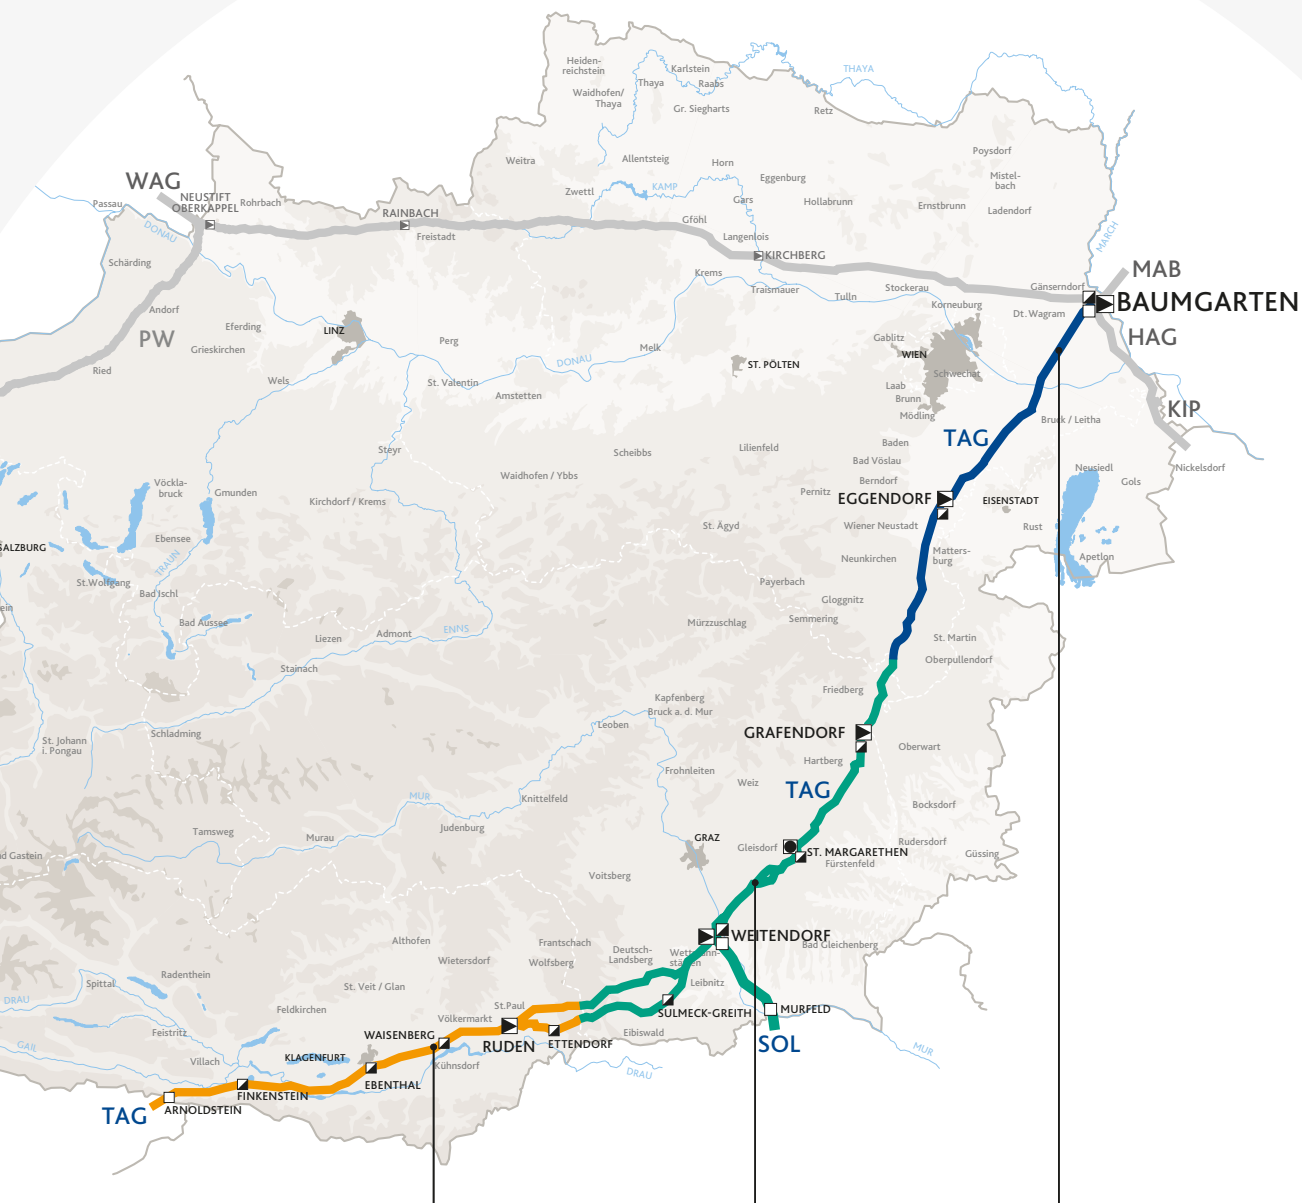 Heiden-
reichstein
Karlstein
Thaya
Raabs
THAYA
Waidhofen/
Thaya
Gr. Siegharts
Retz
Weitra
Allentsteig
Horn
Poysdorf
Eggenburg
Mistel-
bach
WAG
Passau
NEUSTIFT
OBERKAPPEL
Rohrbach
Zwettl
KAMP
Gars
Hollabrunn
Ernstbrunn
Ladendorf
RAINBACH
Gföhl
DONAU
Freistadt
Langenlois
MARCH
KIRCHBERG
Schärding
Krems
MAB
Traismauer
Tulln
Stockerau
Gänserndorf
BAUMGARTEN
Korneuburg
Andorf
Dt. Wagram
Eferding
LINZ
PW
Perg
Gablitz
HAG
Grieskirchen
Melk
WIEN
DONAU
ST. PÖLTEN
Ried
Wels
St. Valentin
Schwechat
Laab
Amstetten
Brunn
KIP
Mödling
Bruck / Leitha
TAG
Baden
Steyr
Scheibbs
Lilienfeld
Bad Vöslau
Neusiedl
Nickelsdorf
Waidhofen / Ybbs
Berndorf
Gols
Vöckla-
bruck
Gmunden
Pernitz
EGGENDORF
EISENSTADT
Kirchdorf / Krems
St. Ägyd
Wiener Neustadt
Rust
Ebensee
SALZBURG
Matters-
burg
Apetlon
Neunkirchen
TRAUN
St.Wolfgang
Payerbach
Bad Ischl
Gloggnitz
ein
Bad Aussee
Mürzzuschlag
Semmering
ENNS
Admont
Liezen
St. Martin
Oberpullendorf
Stainach
Friedberg
Kapfenberg
Bruck a. d. Mur
Leoben
Schladming
GRAFENDORF
St. Johann
i. Pongau
Oberwart
Hartberg
Frohnleiten
Weiz
TAG
MUR
Knittelfeld
Bocksdorf
Tamsweg
Judenburg
Murau
GRAZ
Rudersdorf
Gleisdorf
ST. MARGARETHEN
Güssing
ad Gastein
Fürstenfeld
Voitsberg
WEITENDORF
Althofen
Frantschach
Bad Gleichenberg
Deutsch-
Landsberg
Wettmann-
stätten
Wietersdorf
Wolfsberg
Radenthein
Spittal
St. Veit / Glan
Leibnitz
DRAU
St.Paul
Feldkirchen
MURFELD
SULMECK-GREITH
Völkermarkt
Feistritz
WAISENBERG
Eibiswald
RUDEN
ETTENDORF
SOL
GAIL
MUR
KLAGENFURT
Villach
Kühnsdorf
DRAU
EBENTHAL
FINKENSTEIN
ARNOLDSTEIN
TAG